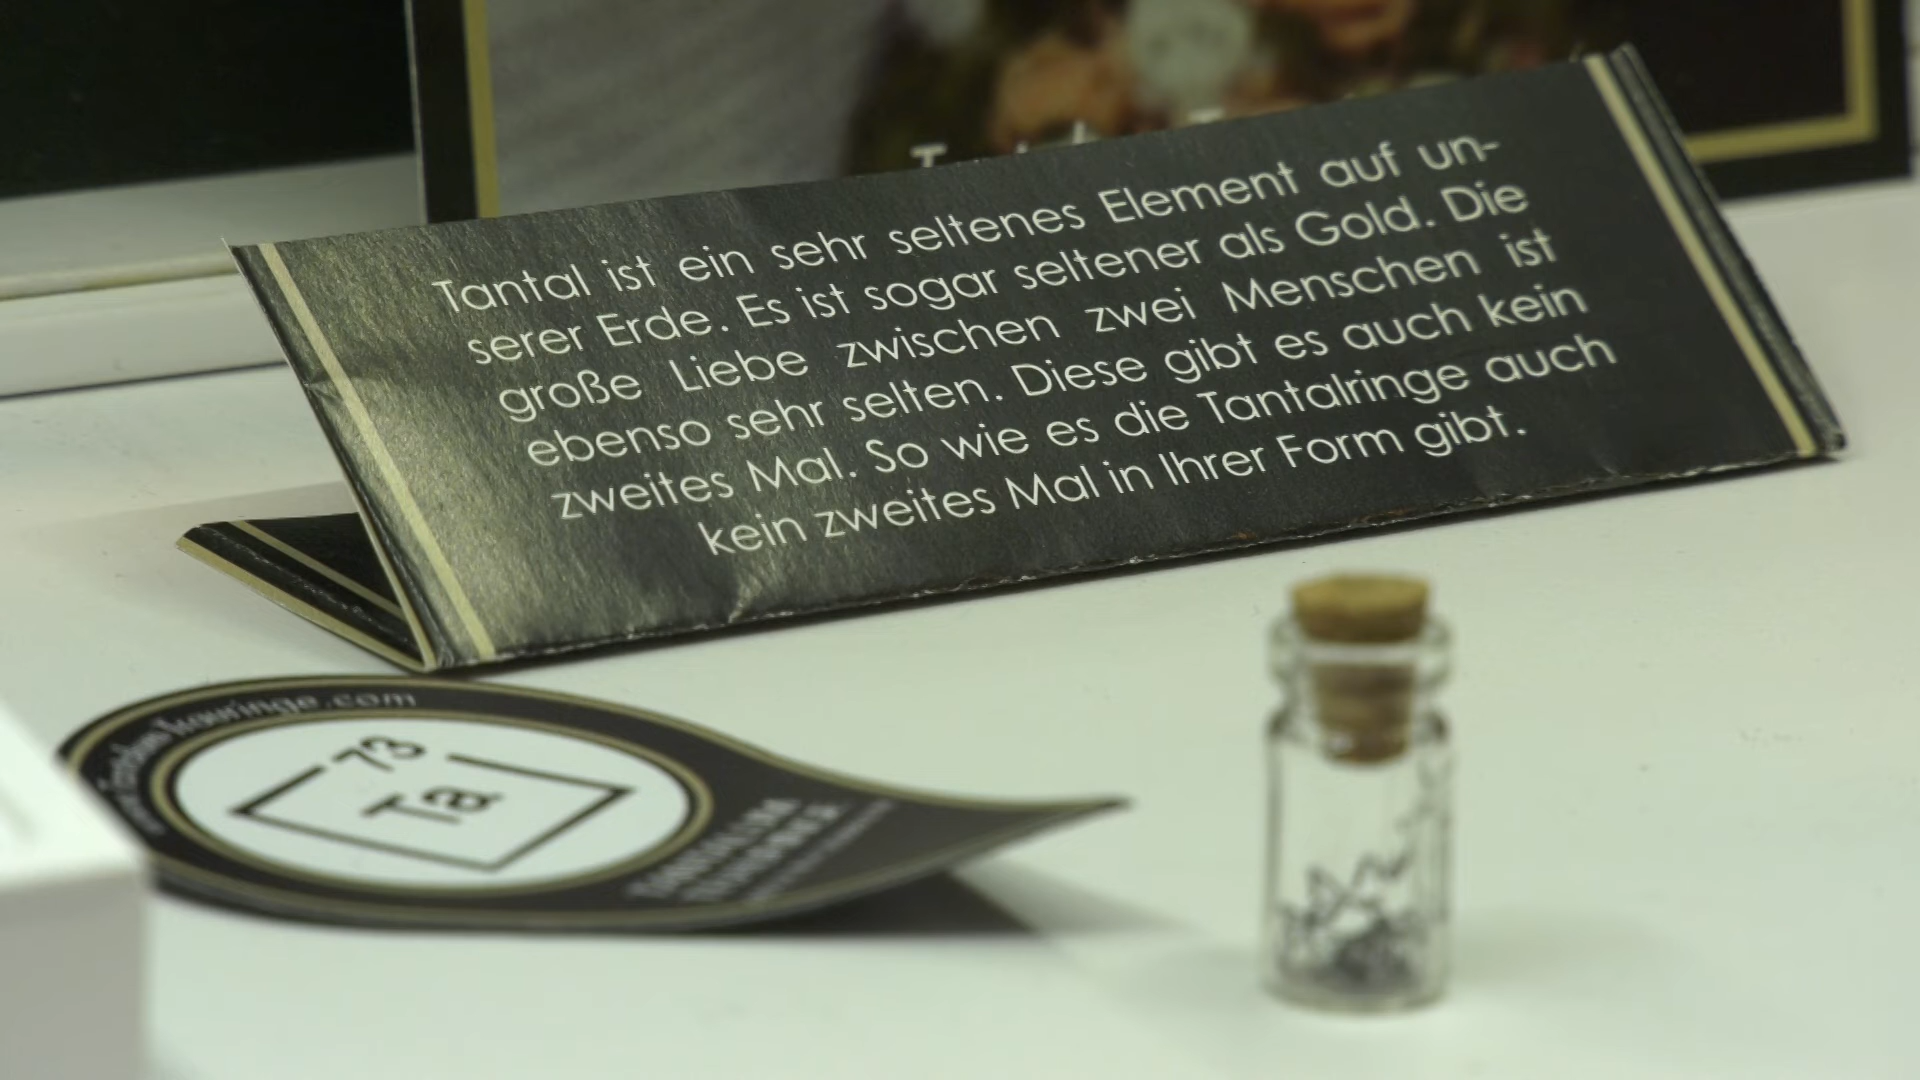 Tantal ist ein sehr seltenes Element auf un-
serer Erde. Es ist sogar seltener als Gold. Die
große Liebe zwischen zwei Menschen ist
ebenso sehr selten. Diese gibt es auch kein
zweites Mal. So wie es die Tantalringe auch
kein zweites Mal in Ihrer Form gibt.
73
Ta